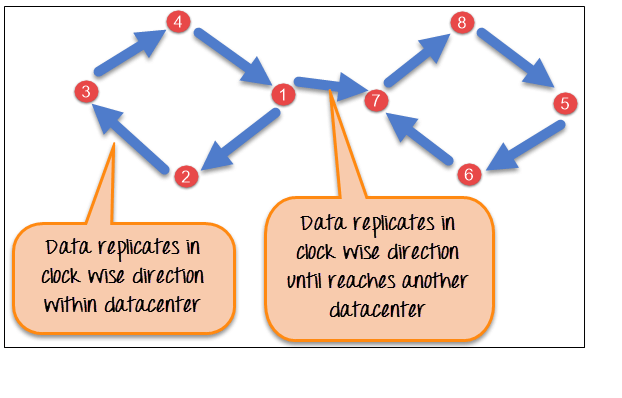 4
8
3
1
7
5
2
6
Data replicates in
clock wise direction
within datacenter
Data replicates in
clock wise direction
until reaches another
datacenter